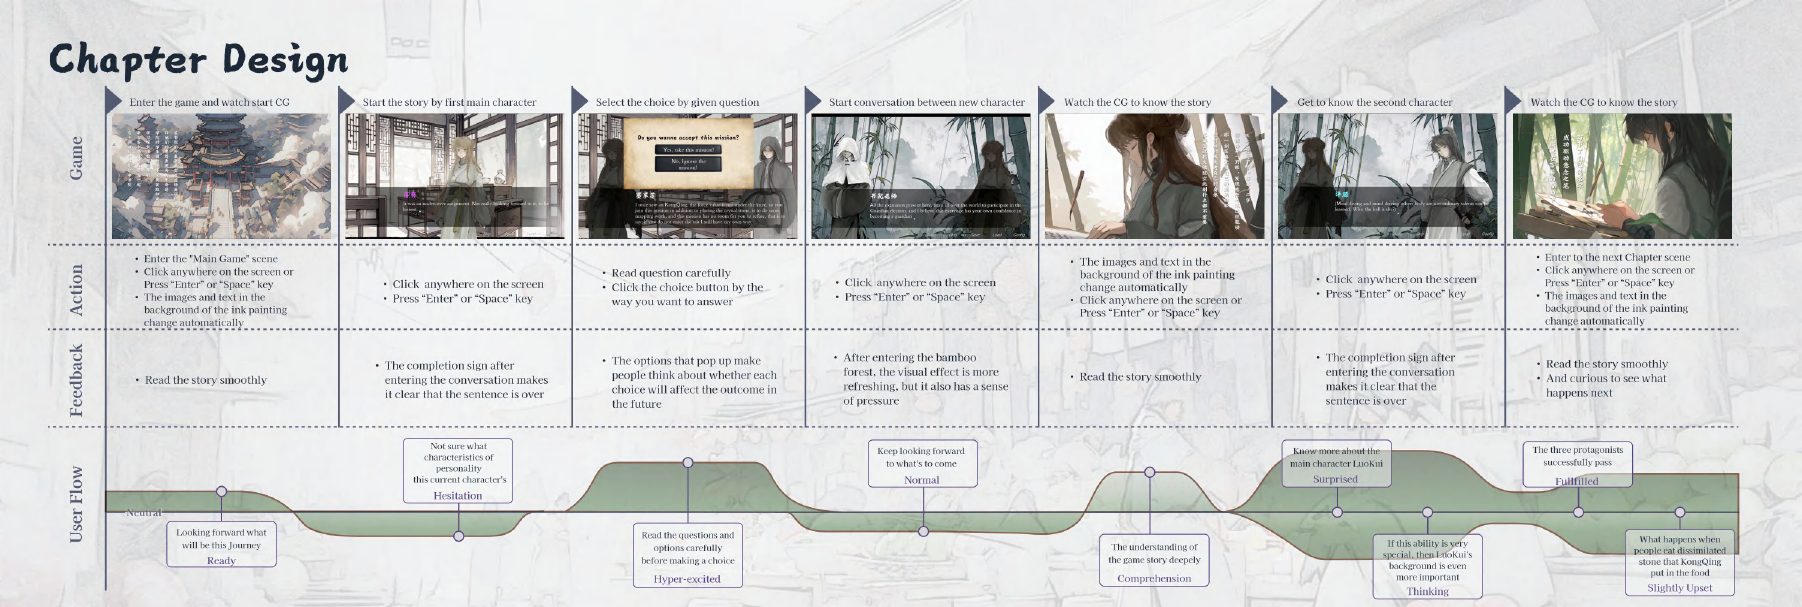 Chapter Design
Enter the game and watch start CG
Start the story by first main character
Select the choice by given question
Start conversation between new character
Watch the CG to know the story
Get to know the second character
Watch the CG to know the story
Game
Do you wanna accept this mission?
Yes, take this mission!
No, Ignore the
mission!
Action
• Enter the "Main Game" scene
• Click anywhere on the screen or
Press “Enter” or “Space” key
• The images and text in the
background of the ink painting
change automatically
• Click anywhere on the screen
• Press “Enter” or “Space” key
• Read question carefully
• Click the choice button by the
way you want to answer
• Click anywhere on the screen
• Press “Enter” or “Space” key
• The images and text in the
background of the ink painting
change automatically
• Click anywhere on the screen or
Press “Enter” or “Space” key
• Click anywhere on the screen
• Press “Enter” or “Space” key
• Enter to the next Chapter scene
• Click anywhere on the screen or
Press “Enter” or “Space” key
• The images and text in the
background of the ink painting
change automatically
Feedback
• Read the story smoothly
• The completion sign after
entering the conversation makes
it clear that the sentence is over
• The options that pop up make
people think about whether each
choice will affect the outcome in
the future
• After entering the bamboo
forest, the visual effect is more
refreshing, but it also has a sense
of pressure
• Read the story smoothly
• The completion sign after
entering the conversation
makes it clear that the
sentence is over
• Read the story smoothly
• And curious to see what
happens next
User Flow
Neutral
Looking forward what
will be this Journey
Ready
Not sure what
characteristics of
personality
this current character's
Hesitation
Read the questions and
options carefully
before making a choice
Hyper-excited
Keep looking forward
to what's to come
Normal
The understanding of
the game story deeply
Comprehension
Know more about the
main character LuoKui
Surprised
If this ability is very
special, then LuoKui's
background is even
more important
Thinking
The three protagonists
successfully pass
Fullfilled
What happens when
people eat dissimilated
stone that KongQing
put in the food
Slightly Upset